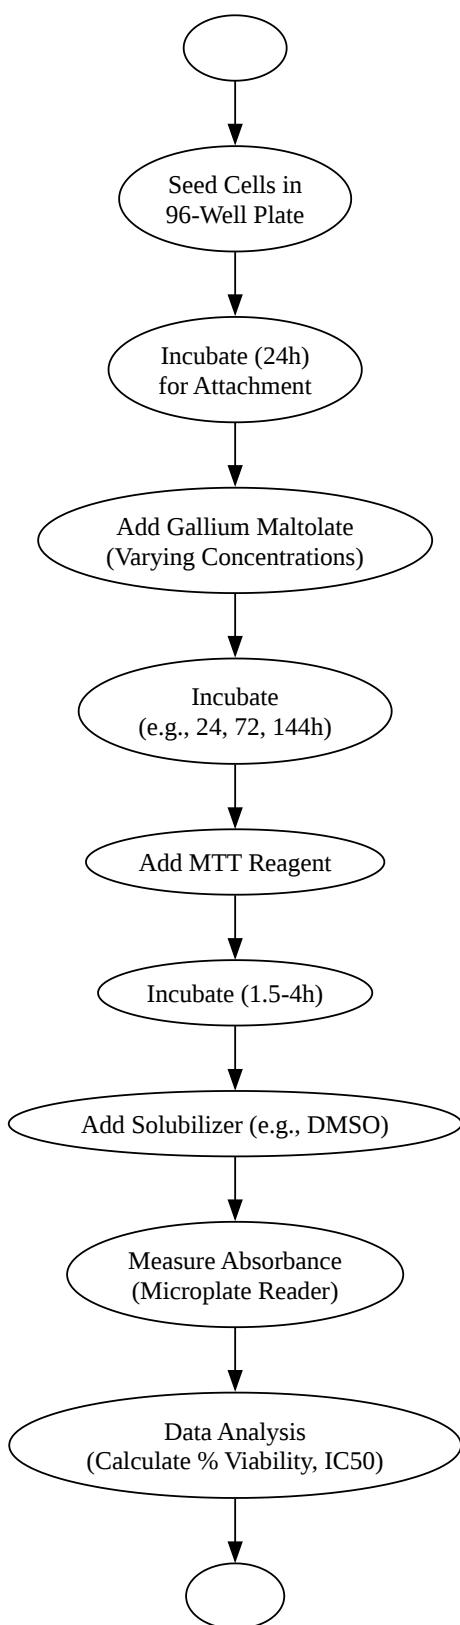 Seed Cells in
96-Well Plate
Incubate (24h)
for Attachment
Add Gallium Maltolate
(Varying Concentrations)
Incubate
(e.g., 24, 72, 144h)
Add MTT Reagent
Incubate (1.5-4h)
Add Solubilizer (e.g., DMSO)
Measure Absorbance
(Microplate Reader)
Data Analysis
(Calculate % Viability, IC50)